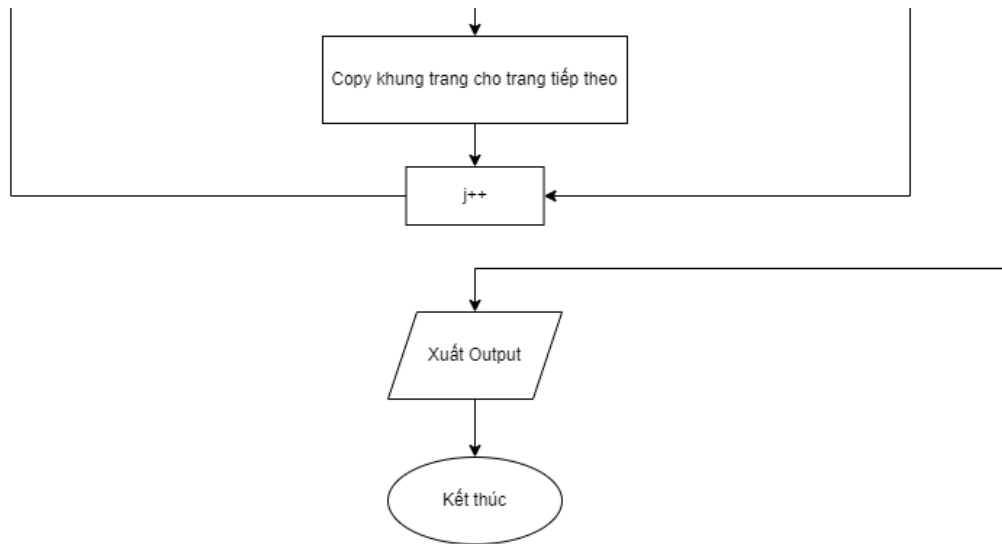 Copy khung trang cho trang tiếp theo
j++
Xuất Output
Kết thúc